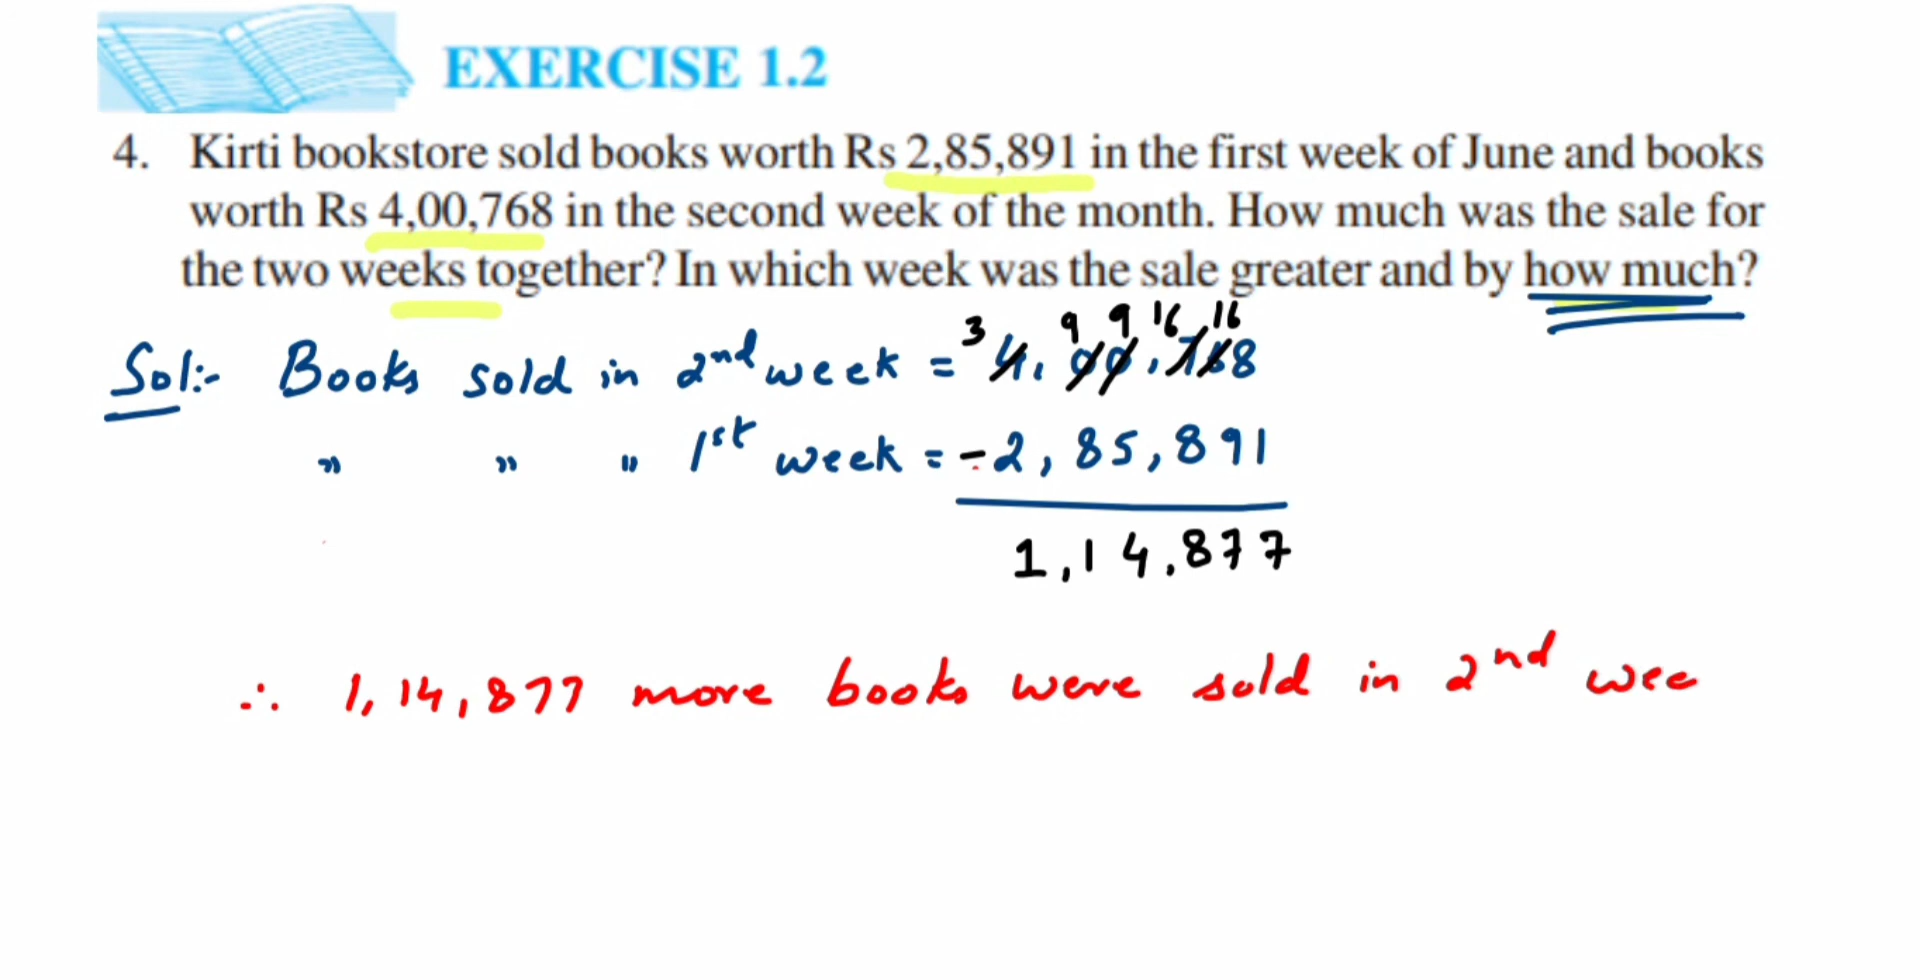 EXERCISE 1.2
4. Kirti bookstore sold books worth Rs 2,85,891 in the first week of June and books
worth Rs 4,00,768 in the second week of the month. How much was the sale for
the two weeks together? In which week was the sale greater and by how much?
3 9 9 16 16
Sol:- Books sold in 2nd week = 4,00,768
" " " 1st week = -2,85,891
1,14,877
∴ 1,14,877 more books were sold in 2nd wee